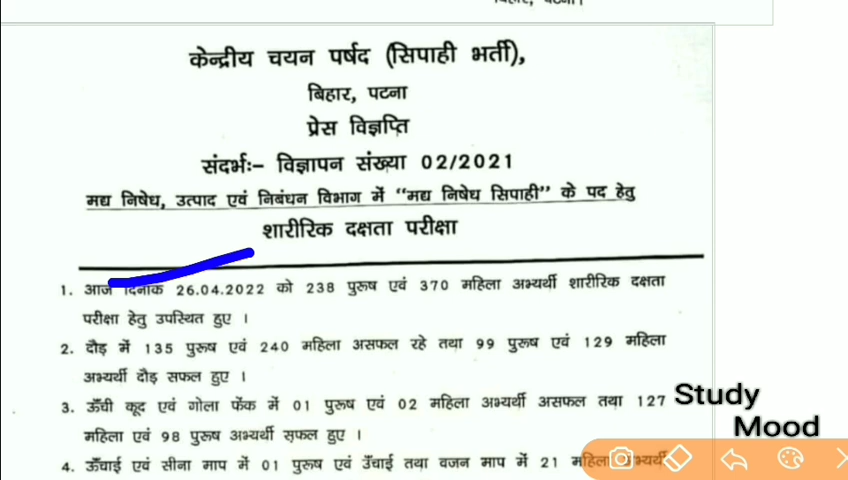 केन्द्रीय चयन पर्षद (सिपाही भर्ती),
बिहार, पटना
प्रेस विज्ञप्ति
संदर्भः– विज्ञापन संख्या 02/2021
मद्य निषेध, उत्पाद एवं निबंधन विभाग में "मद्य निषेध सिपाही" के पद हेतु
शारीरिक दक्षता परीक्षा
1. आज दिनांक 26.04.2022 को 238 पुरूष एवं 370 महिला अभ्यर्थी शारीरिक दक्षता
परीक्षा हेतु उपस्थित हुए ।
2. दौड़ में 135 पुरूष एवं 240 महिला असफल रहे तथा 99 पुरूष एवं 129 महिला
अभ्यर्थी दौड़ सफल हुए ।
3. ऊँची कूद एवं गोला फेंक में 01 पुरूष एवं 02 महिला अभ्यर्थी असफल तथा 127
महिला एवं 98 पुरूष अभ्यर्थी सफल हुए ।
4. ऊँचाई एवं सीना माप में 01 पुरूष एवं उँचाई तथा वजन माप में 21 महिला
Study
Mood